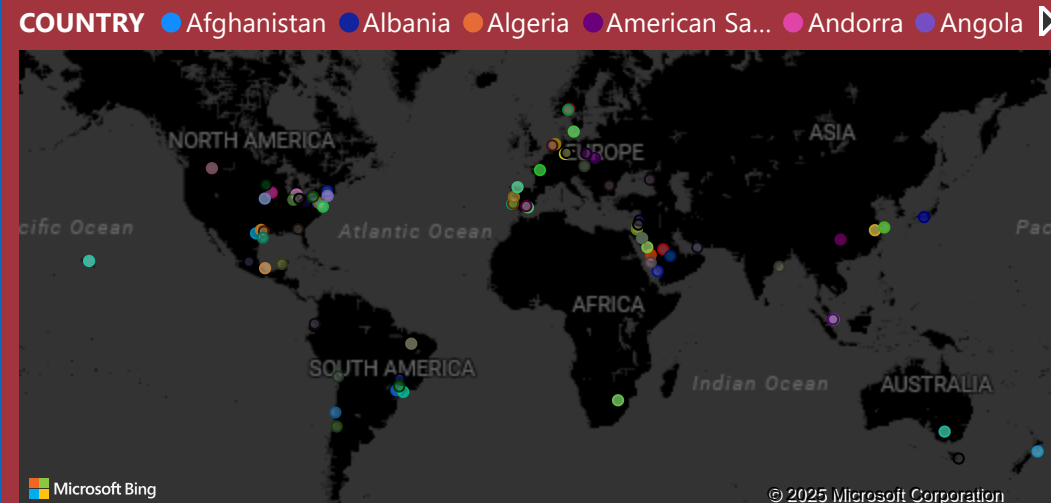 COUNTRY Afghanistan Albania Algeria American Sa... Andorra Angola
NORTH AMERICA
ASIA
EUROPE
cific Ocean
Atlantic Ocean
Pac
AFRICA
SOUTH AMERICA
Indian Ocean
AUSTRALIA
Microsoft Bing
© 2025 Microsoft Corporation